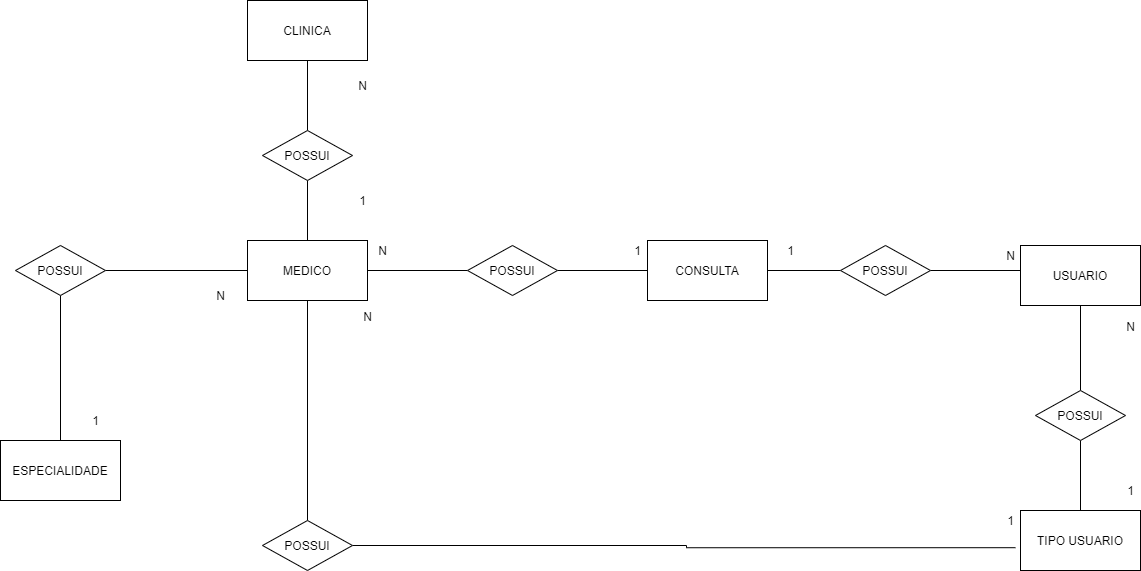 CLINICA
N
POSSUI
1
POSSUI
N
MEDICO
N
N
POSSUI
1
CONSULTA
1
POSSUI
N
USUARIO
N
POSSUI
1
ESPECIALIDADE
POSSUI
1
1
TIPO USUARIO